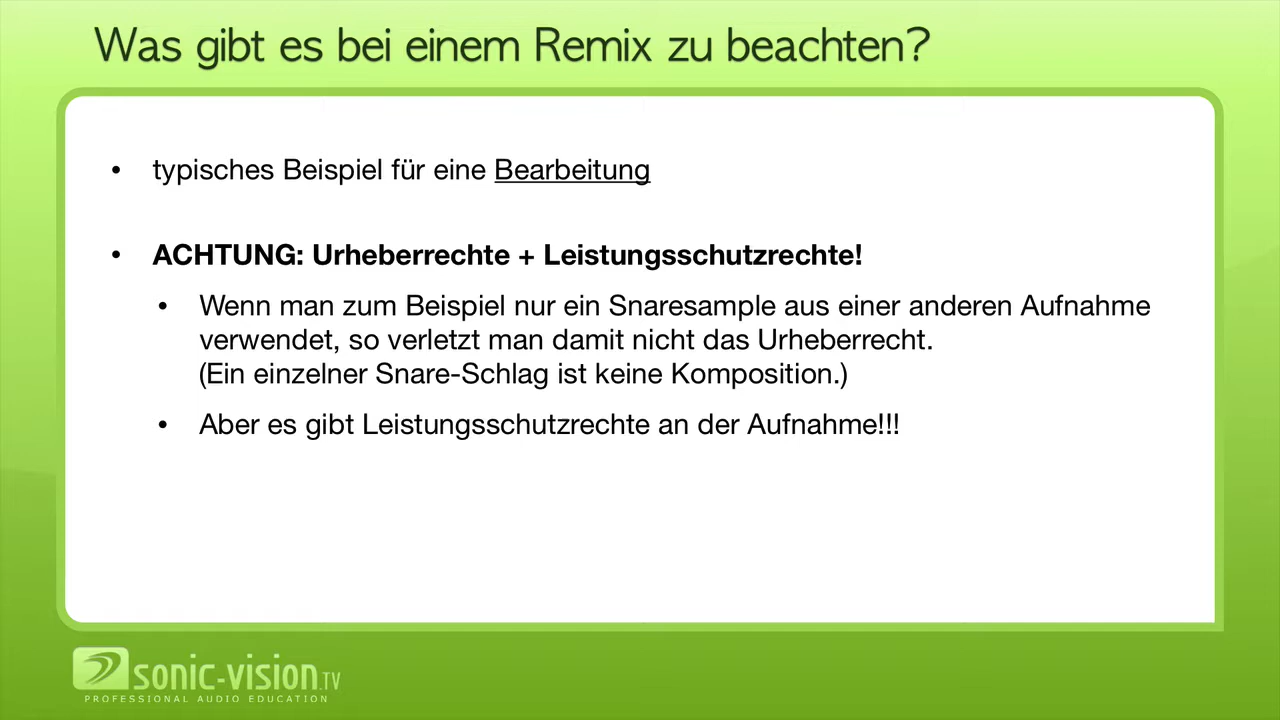 Was gibt es bei einem Remix zu beachten?
• typisches Beispiel für eine Bearbeitung
• ACHTUNG: Urheberrechte + Leistungsschutzrechte!
• Wenn man zum Beispiel nur ein Snaresample aus einer anderen Aufnahme
verwendet, so verletzt man damit nicht das Urheberrecht.
(Ein einzelner Snare-Schlag ist keine Komposition.)
• Aber es gibt Leistungsschutzrechte an der Aufnahme!!!
sonic-vision.TV
PROFESSIONAL AUDIO EDUCATION